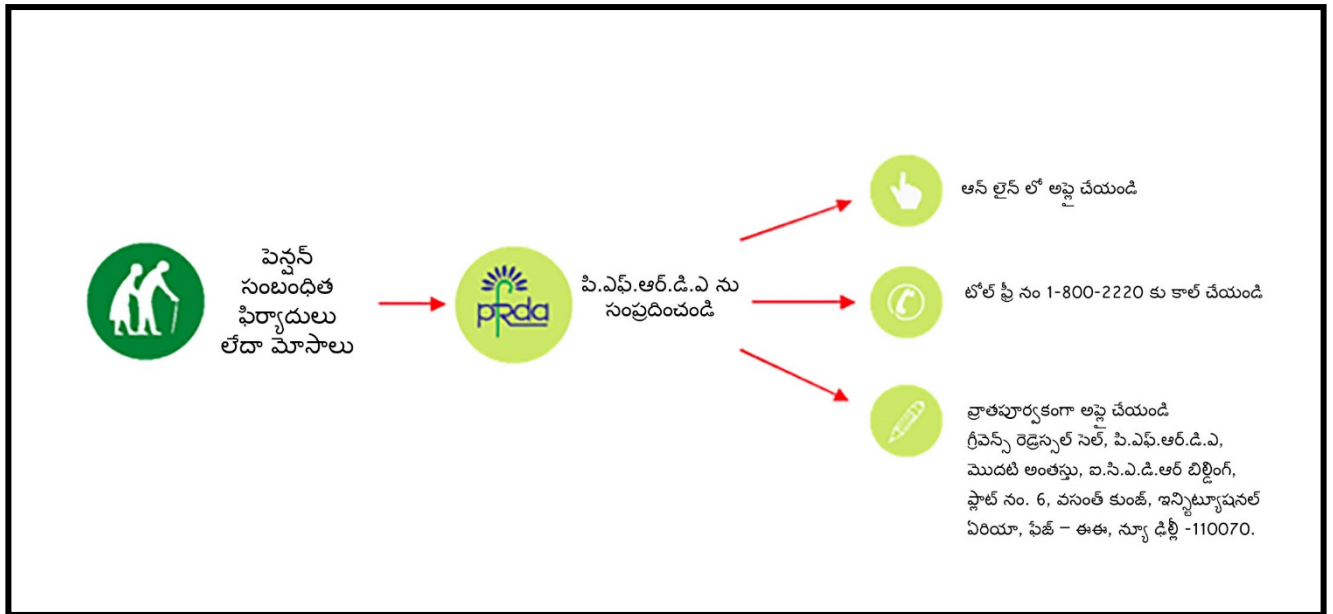 పెన్షన్
సంబంధిత
ఫిర్యాదులు
లేదా మోసాలు
pfrda
పి.ఎఫ్.ఆర్.డి.ఎ ను
సంప్రదించండి
ఆన్ లైన్ లో అప్లై చేయండి
టోల్ ఫ్రీ నం 1-800-2220 కు కాల్ చేయండి
వ్రాతపూర్వకంగా అప్లై చేయండి
గ్రీవెన్స్ రెడ్రెస్సల్ సెల్, పి.ఎఫ్.ఆర్.డి.ఎ,
మొదటి అంతస్తు, ఐ.సి.ఎ.డి.ఆర్ బిల్డింగ్,
ప్లాట్ నం. 6, వసంత్ కుంజ్, ఇన్స్టిట్యూషనల్
ఏరియా, ఫేజ్ – ఈఈ, న్యూ ఢిల్లీ -110070.